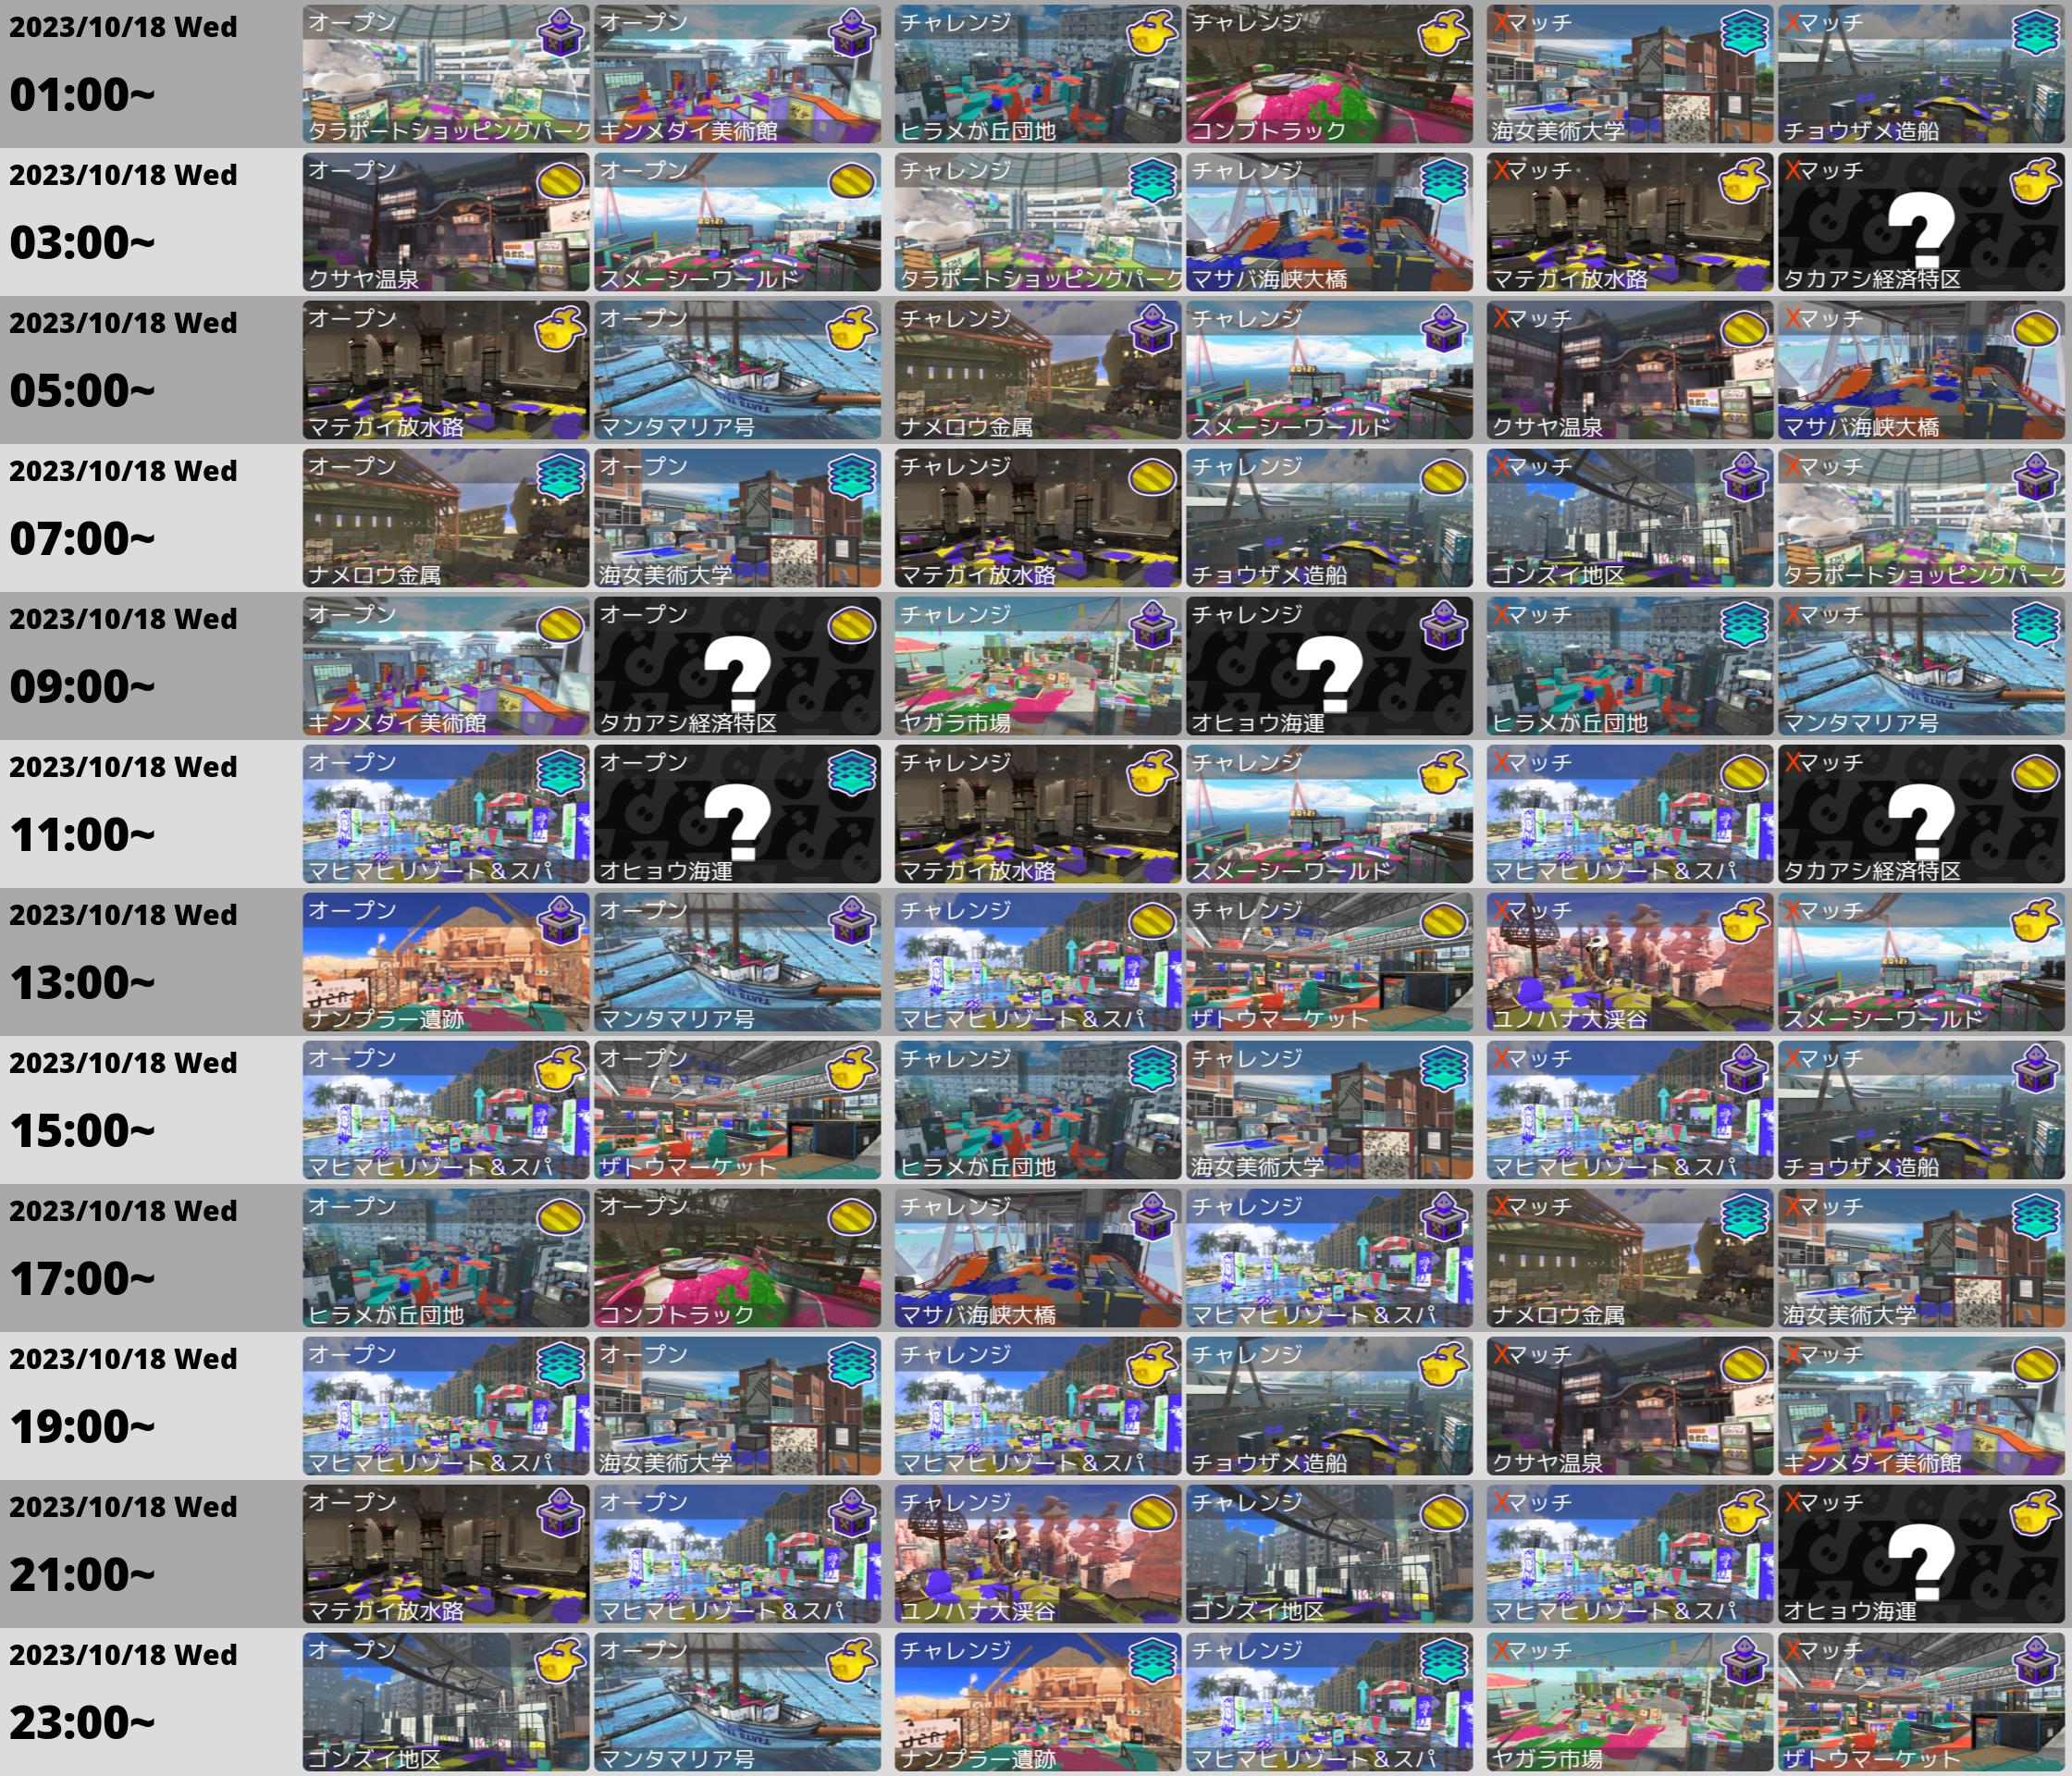 2023/10/18 Wed
01:00~
オープン オープン チャレンジ チャレンジ Xマッチ Xマッチ
タラポートショッピングパーク キンメダイ美術館 ヒラメが丘団地 コンブトラック 海女美術大学 チョウザメ造船
2023/10/18 Wed
03:00~
オープン オープン チャレンジ チャレンジ Xマッチ Xマッチ
クサヤ温泉 スメーシーワールド タラポートショッピングパーク マサバ海峡大橋 マテガイ放水路 タカアシ経済特区
2023/10/18 Wed
05:00~
オープン オープン チャレンジ チャレンジ Xマッチ Xマッチ
マテガイ放水路 マンタマリア号 ナメロウ金属 スメーシーワールド クサヤ温泉 マサバ海峡大橋
2023/10/18 Wed
07:00~
オープン オープン チャレンジ チャレンジ Xマッチ Xマッチ
ナメロウ金属 海女美術大学 マテガイ放水路 チョウザメ造船 ゴンズイ地区 タラポートショッピングパーク
2023/10/18 Wed
09:00~
オープン オープン チャレンジ チャレンジ Xマッチ Xマッチ
キンメダイ美術館 タカアシ経済特区 ヤガラ市場 オヒョウ海運 ヒラメが丘団地 マンタマリア号
2023/10/18 Wed
11:00~
オープン オープン チャレンジ チャレンジ Xマッチ Xマッチ
マヒマヒリゾート＆スパ オヒョウ海運 マテガイ放水路 スメーシーワールド マヒマヒリゾート＆スパ タカアシ経済特区
2023/10/18 Wed
13:00~
オープン オープン チャレンジ チャレンジ Xマッチ Xマッチ
ナンプラー遺跡 マンタマリア号 マヒマヒリゾート＆スパ ザトウマーケット ユノハナ大渓谷 スメーシーワールド
2023/10/18 Wed
15:00~
オープン オープン チャレンジ チャレンジ Xマッチ Xマッチ
マヒマヒリゾート＆スパ ザトウマーケット ヒラメが丘団地 海女美術大学 マヒマヒリゾート＆スパ チョウザメ造船
2023/10/18 Wed
17:00~
オープン オープン チャレンジ チャレンジ Xマッチ Xマッチ
ヒラメが丘団地 コンブトラック マサバ海峡大橋 マヒマヒリゾート＆スパ ナメロウ金属 海女美術大学
2023/10/18 Wed
19:00~
オープン オープン チャレンジ チャレンジ Xマッチ Xマッチ
マヒマヒリゾート＆スパ 海女美術大学 マヒマヒリゾート＆スパ チョウザメ造船 クサヤ温泉 キンメダイ美術館
2023/10/18 Wed
21:00~
オープン オープン チャレンジ チャレンジ Xマッチ Xマッチ
マテガイ放水路 マヒマヒリゾート＆スパ ユノハナ大渓谷 ゴンズイ地区 マヒマヒリゾート＆スパ オヒョウ海運
2023/10/18 Wed
23:00~
オープン オープン チャレンジ チャレンジ Xマッチ Xマッチ
ゴンズイ地区 マンタマリア号 ナンプラー遺跡 マヒマヒリゾート＆スパ ヤガラ市場 ザトウマーケット